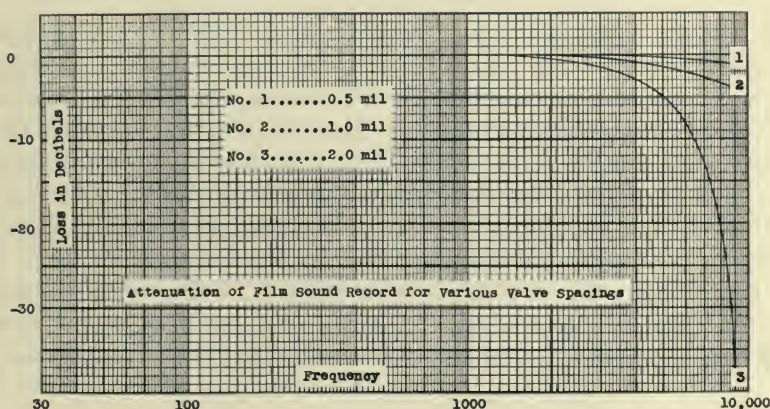 0
1
2
No. 1.......0.5 mil
No. 2.......1.0 mil
-10
No. 3.......2.0 mil
Loss in Decibels
-20
Attenuation of Film Sound Record for Various Valve Spacings
-30
Frequency
3
30 100 1000 10,000